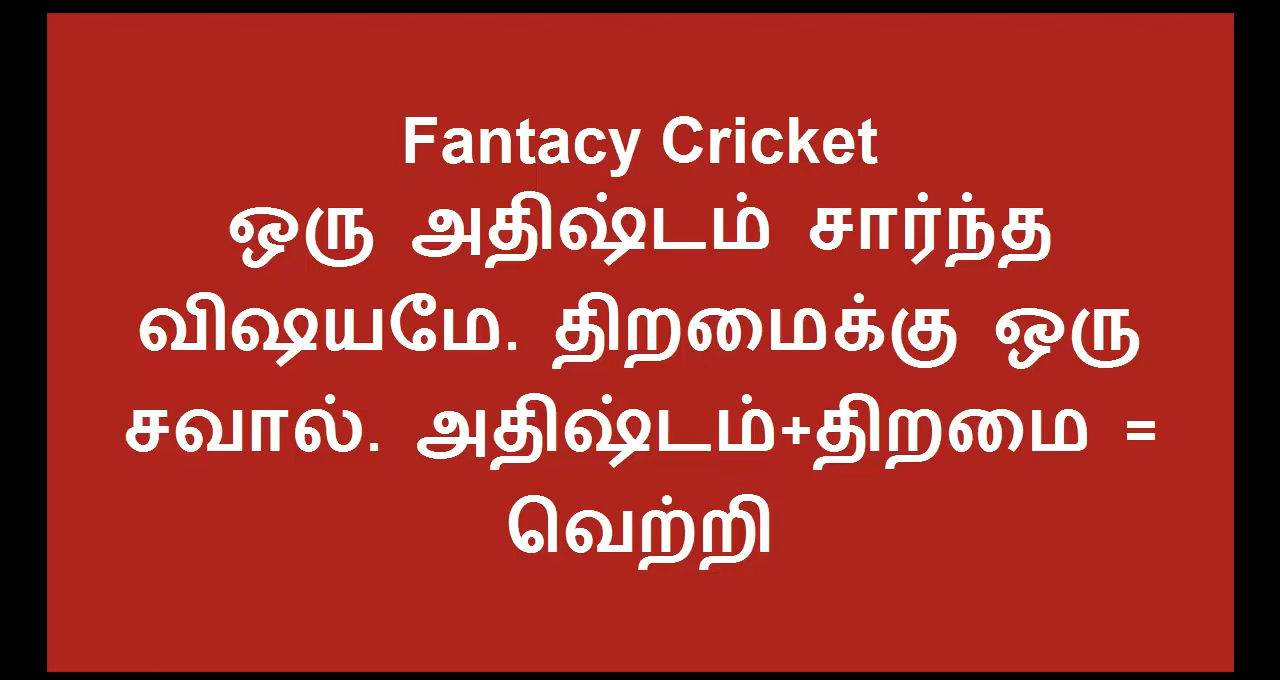 Fantacy Cricket
ஒரு அதிஷ்டம் சார்ந்த
விஷயமே. திறமைக்கு ஒரு
சவால். அதிஷ்டம்+திறமை =
வெற்றி